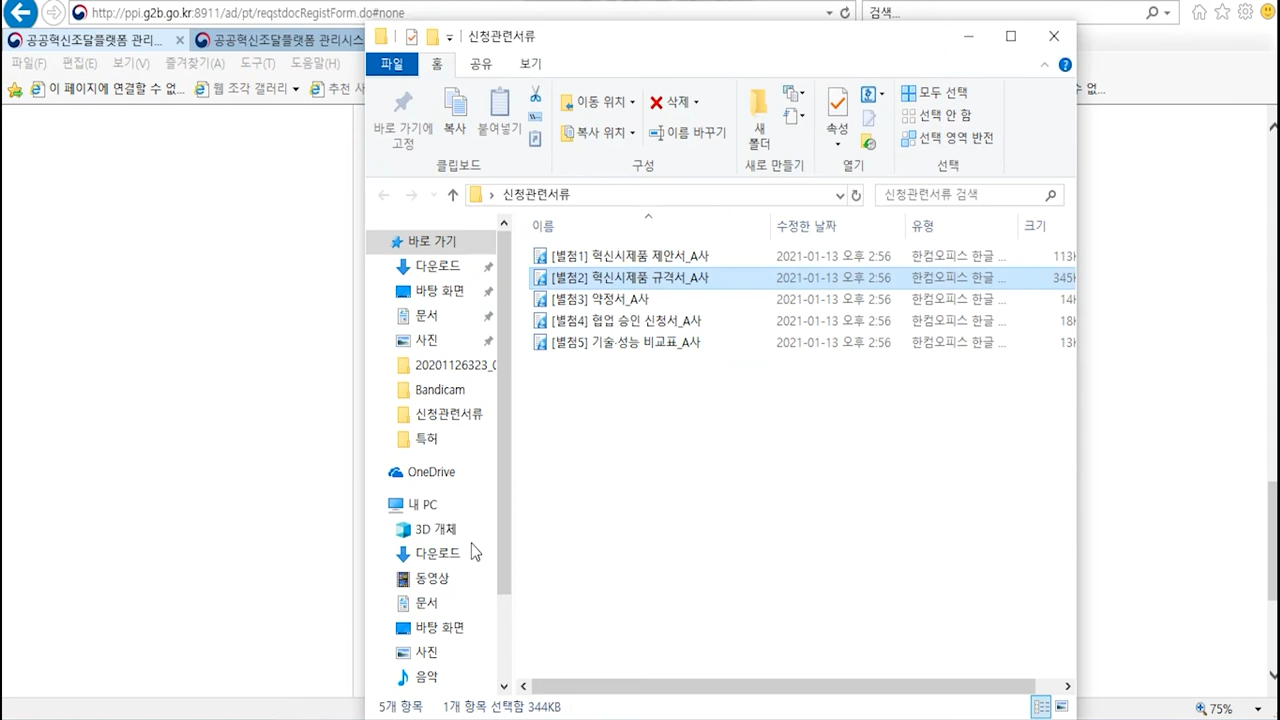 http://ppi.g2b.go.kr:8911/ad/pt/reqstdocRegistForm.do#none
검색...
공공혁신조달플랫폼 관리...
공공혁신조달플랫폼 관리시스
파일(F) 편집(E) 보기(V) 즐겨찾기(A) 도구(T) 도움말(H)
이 페이지에 연결할 수 없... 웹 조각 갤러리 추천 사
없...
신청관련서류
파일 홈 공유 보기
바로 가기에 고정
복사
붙여넣기
이동 위치
복사 위치
삭제
이름 바꾸기
새 폴더
속성
모두 선택
선택 안 함
선택 영역 반전
클립보드 구성 새로 만들기 열기 선택
신청관련서류
신청관련서류 검색
이름 수정한 날짜 유형 크기
[별첨1] 혁신시제품 제안서_A사 2021-01-13 오후 2:56 한컴오피스 한글 ... 113K
[별첨2] 혁신시제품 규격서_A사 2021-01-13 오후 2:56 한컴오피스 한글 ... 345K
[별첨3] 약정서_A사 2021-01-13 오후 2:56 한컴오피스 한글 ... 14K
[별첨4] 협업 승인 신청서_A사 2021-01-13 오후 2:56 한컴오피스 한글 ... 18K
[별첨5] 기술·성능 비교표_A사 2021-01-13 오후 2:56 한컴오피스 한글 ... 13K
바로 가기
다운로드
바탕 화면
문서
사진
20201126323_
Bandicam
신청관련서류
특허
OneDrive
내 PC
3D 개체
다운로드
동영상
문서
바탕 화면
사진
음악
5개 항목 1개 항목 선택함 344KB
75%